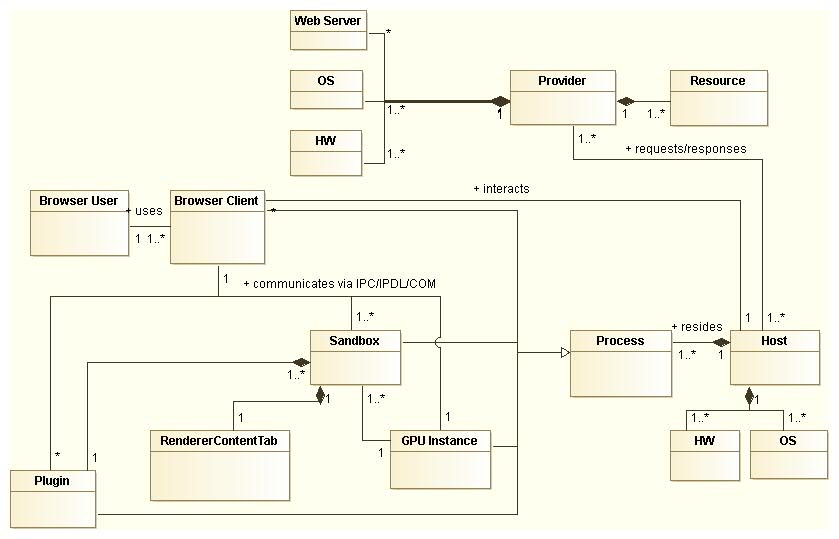 Web Server
*
OS
1..*
HW
1..*
1
Provider
1
1..*
Resource
1..*
+ requests/responses
+ interacts
Browser User
+ uses
1 1..*
Browser Client
*
1
+ communicates via IPC/IPDL/COM
1..*
1
1..*
Sandbox
1..*
1
1..*
Process
+ resides
1..*
1
Host
1
1..*
1..*
HW
OS
1
RendererContentTab
1
1
GPU Instance
*
1
Plugin